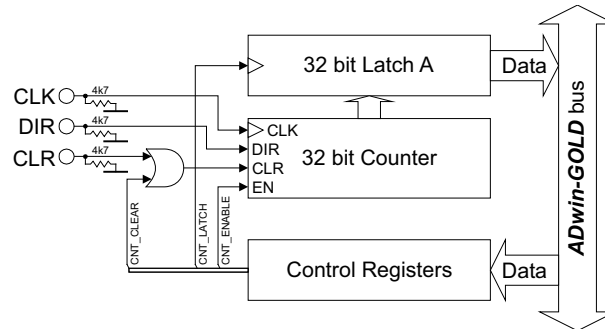 32 bit Latch A
Data
CLK
4k7
DIR
4k7
CLR
4k7
CLK
DIR
CLR
EN
32 bit Counter
CNT_CLEAR
CNT_LATCH
CNT_ENABLE
Control Registers
Data
ADwin-GOLD bus